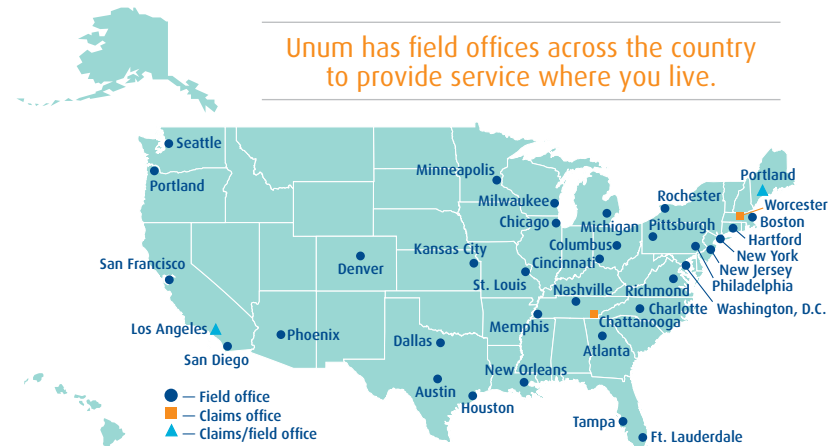 Unum has field offices across the country
to provide service where you live.
Seattle
Portland
Minneapolis
Portland
Milwaukee
Rochester
Worcester
Chicago
Michigan
Pittsburgh
Boston
Kansas City
Columbus
Hartford
San Francisco
Denver
Cincinnati
New York
New Jersey
St. Louis
Nashville
Richmond
Philadelphia
Los Angeles
Phoenix
Memphis
Charlotte
Washington, D.C.
San Diego
Dallas
Chattanooga
Atlanta
New Orleans
Austin
Houston
Tampa
Ft. Lauderdale
— Field office
— Claims office
— Claims/field office